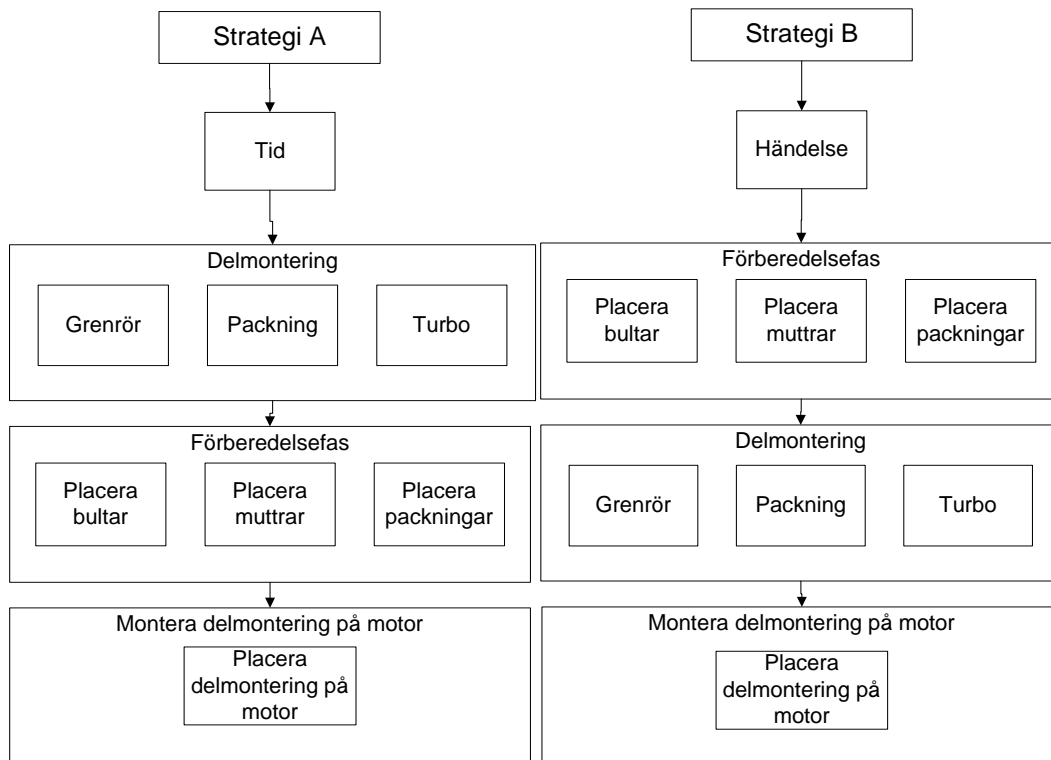 Strategi A
Tid
Delmontering
Grenrör
Packning
Turbo
Förberedelsefas
Placera
bultar
Placera
muttrar
Placera
packningar
Montera delmontering på motor
Placera
delmontering på
motor
Strategi B
Händelse
Förberedelsefas
Placera
bultar
Placera
muttrar
Placera
packningar
Delmontering
Grenrör
Packning
Turbo
Montera delmontering på motor
Placera
delmontering på
motor